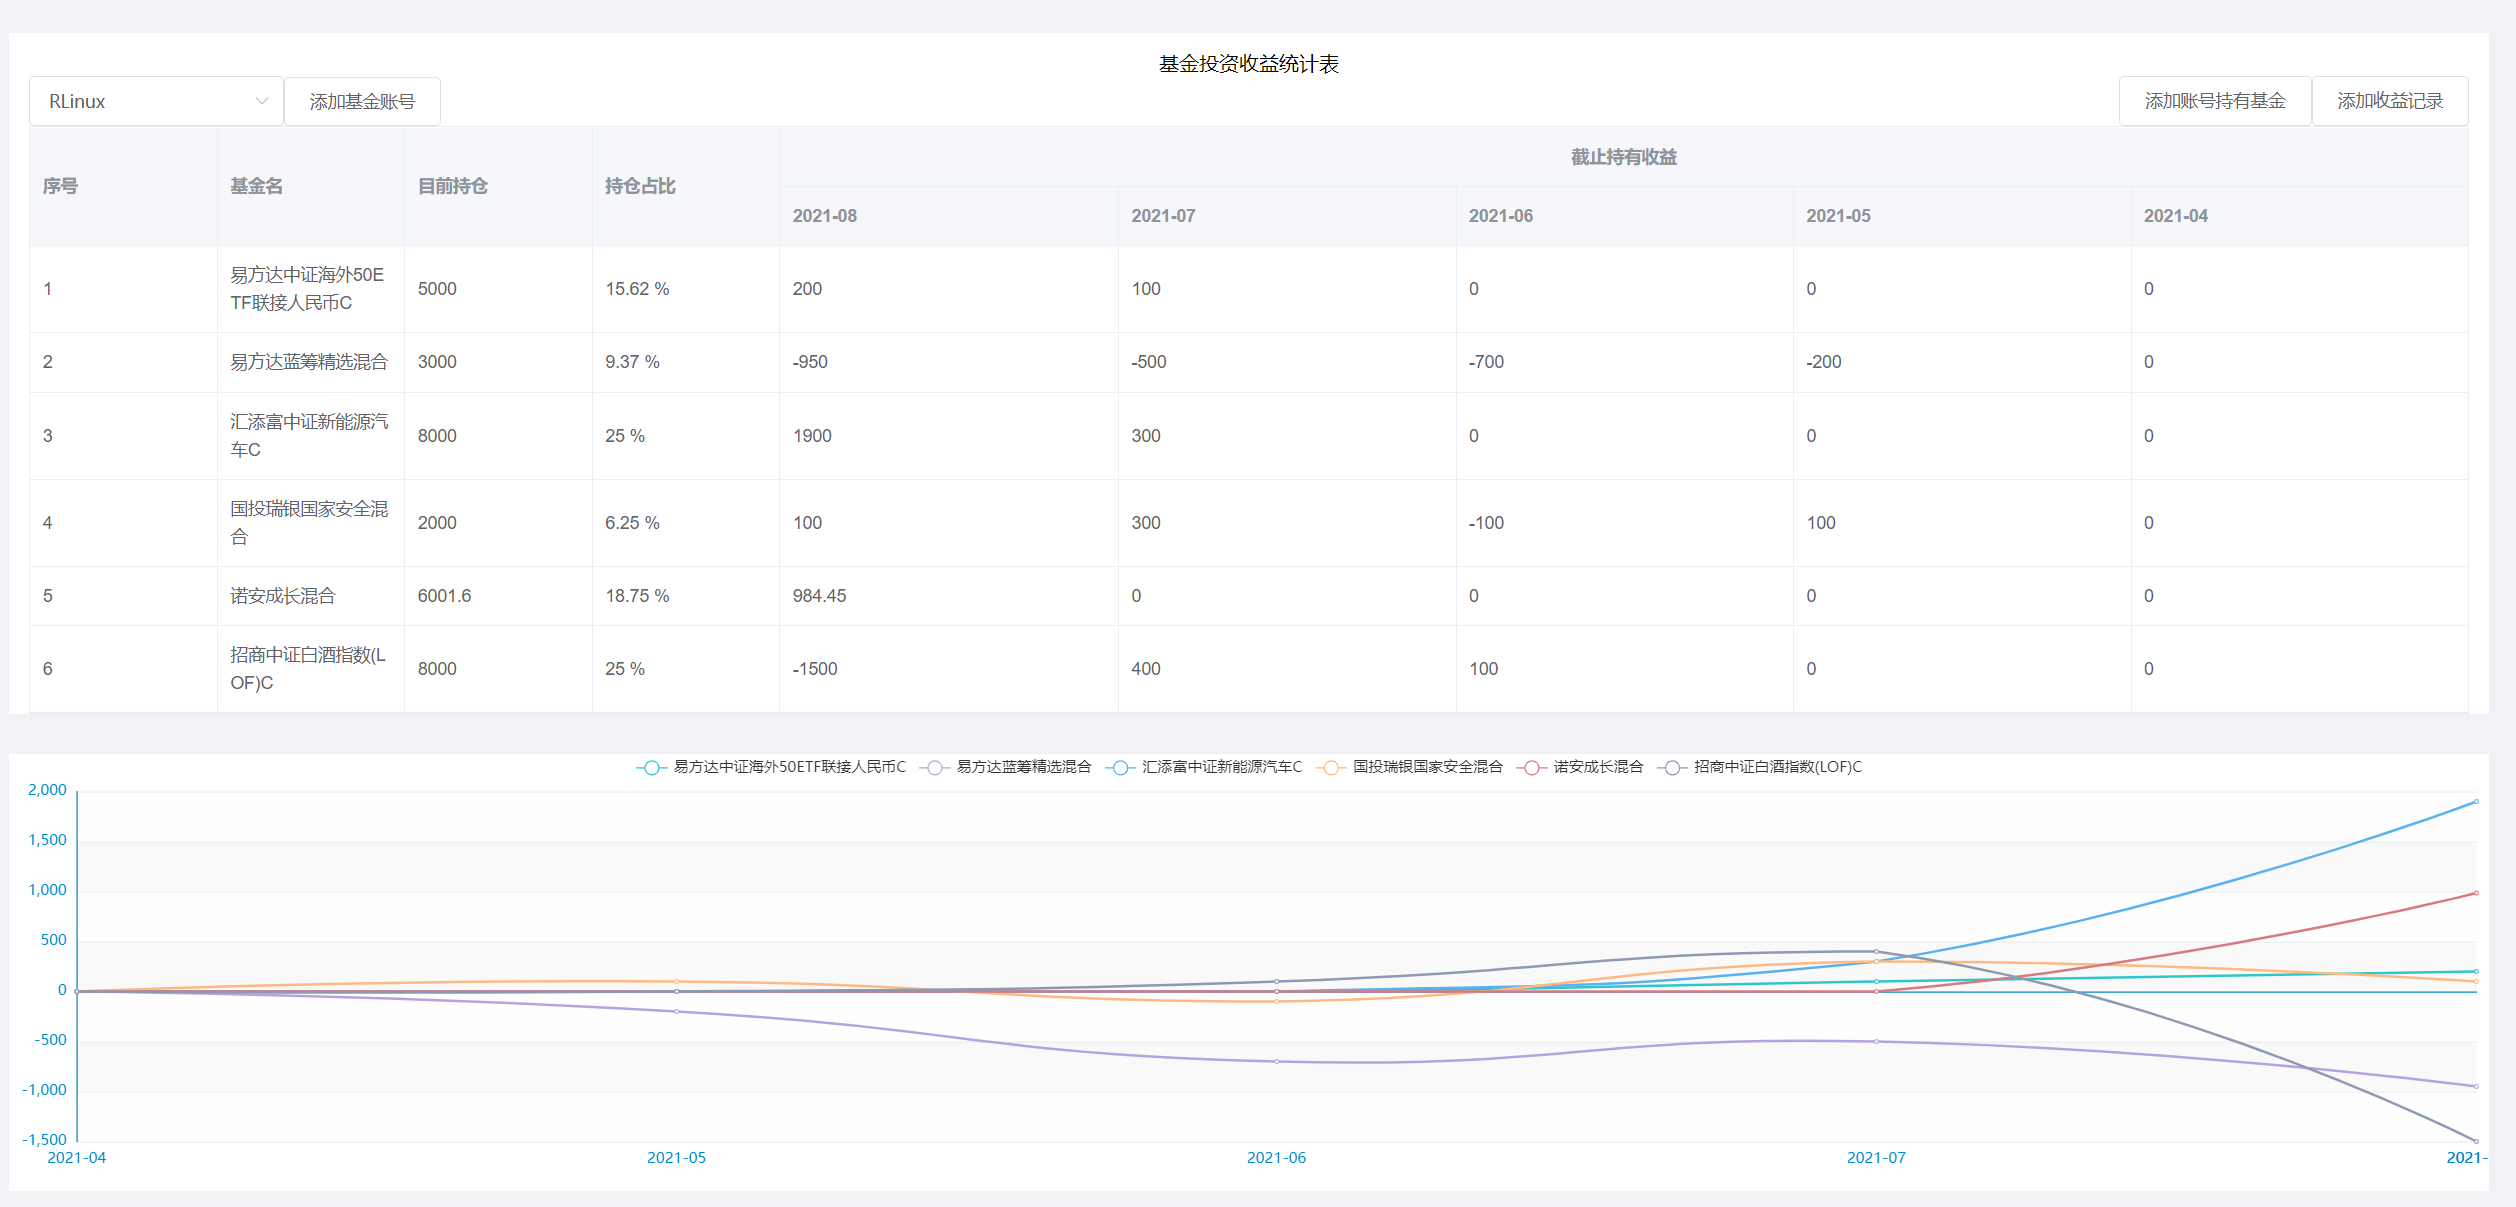 基金投资收益统计表
RLinux
添加基金账号
添加账号持有基金
添加收益记录
序号
基金名
目前持仓
持仓占比
截止持有收益
2021-08
2021-07
2021-06
2021-05
2021-04
1
易方达中证海外50E
TF联接人民币C
5000
15.62 %
200
100
0
0
0
2
易方达蓝筹精选混合
3000
9.37 %
-950
-500
-700
-200
0
3
汇添富中证新能源汽
车C
8000
25 %
1900
300
0
0
0
4
国投瑞银国家安全混
合
2000
6.25 %
100
300
-100
100
0
5
诺安成长混合
6001.6
18.75 %
984.45
0
0
0
0
6
招商中证白酒指数(L
OF)C
8000
25 %
-1500
400
100
0
0
易方达中证海外50ETF联接人民币C
易方达蓝筹精选混合
汇添富中证新能源汽车C
国投瑞银国家安全混合
诺安成长混合
招商中证白酒指数(LOF)C
2,000
1,500
1,000
500
0
-500
-1,000
-1,500
2021-04
2021-05
2021-06
2021-07
2021-